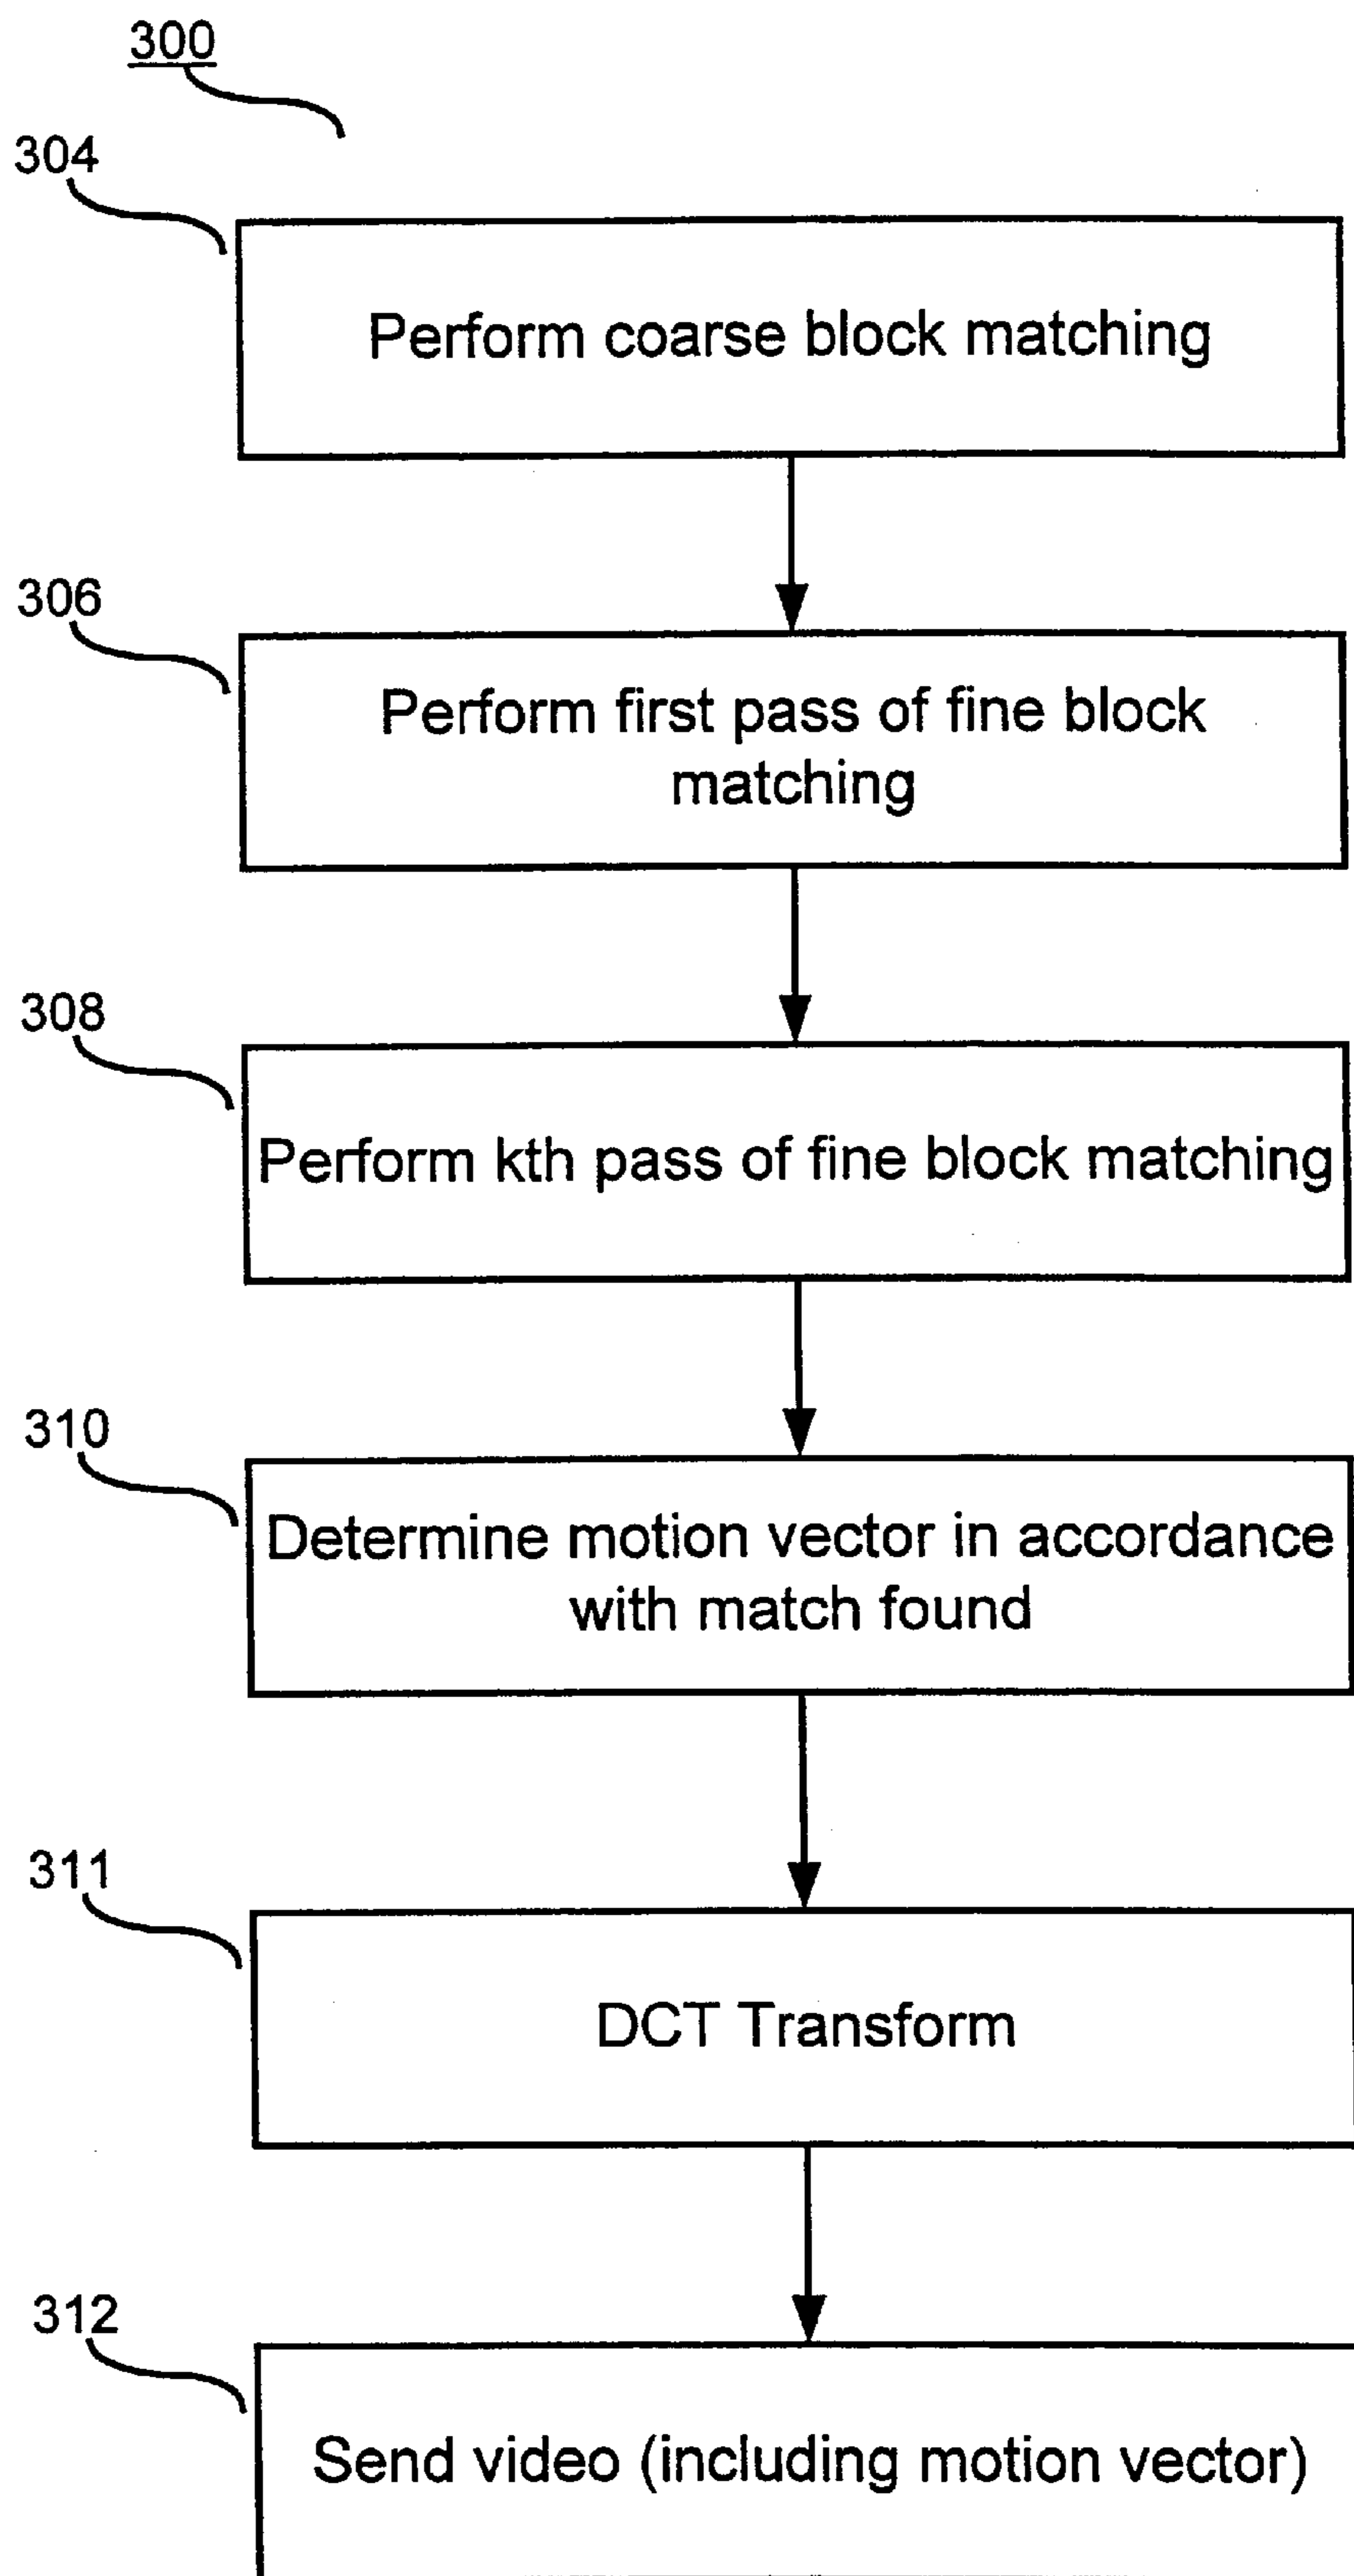 300
304
Perform coarse block matching
306
Perform first pass of fine block
matching
308
Perform kth pass of fine block matching
310
Determine motion vector in accordance
with match found
311
DCT Transform
312
Send video (including motion vector)